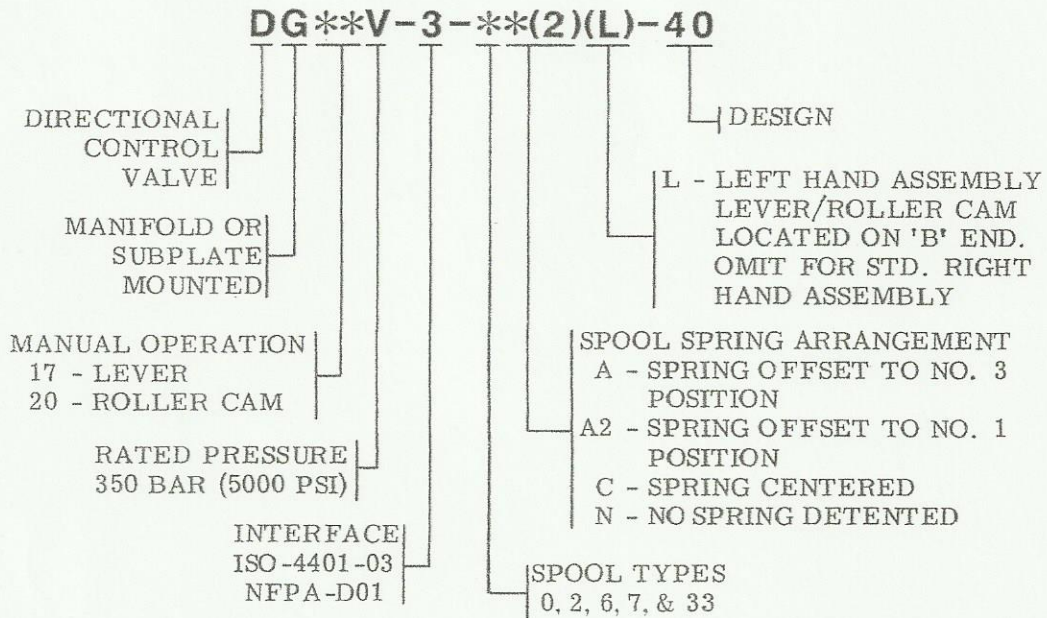 DG**V-3-**(2)(L)-40
DIRECTIONAL
CONTROL
VALVE
MANIFOLD OR
SUBPLATE
MOUNTED
MANUAL OPERATION
17 - LEVER
20 - ROLLER CAM
RATED PRESSURE
350 BAR (5000 PSI)
INTERFACE
ISO-4401-03
NFPA-D01
DESIGN
L - LEFT HAND ASSEMBLY
LEVER/ROLLER CAM
LOCATED ON 'B' END.
OMIT FOR STD. RIGHT
HAND ASSEMBLY
SPOOL SPRING ARRANGEMENT
A - SPRING OFFSET TO NO. 3
POSITION
A2 - SPRING OFFSET TO NO. 1
POSITION
C - SPRING CENTERED
N - NO SPRING DETENTED
SPOOL TYPES
0, 2, 6, 7, & 33